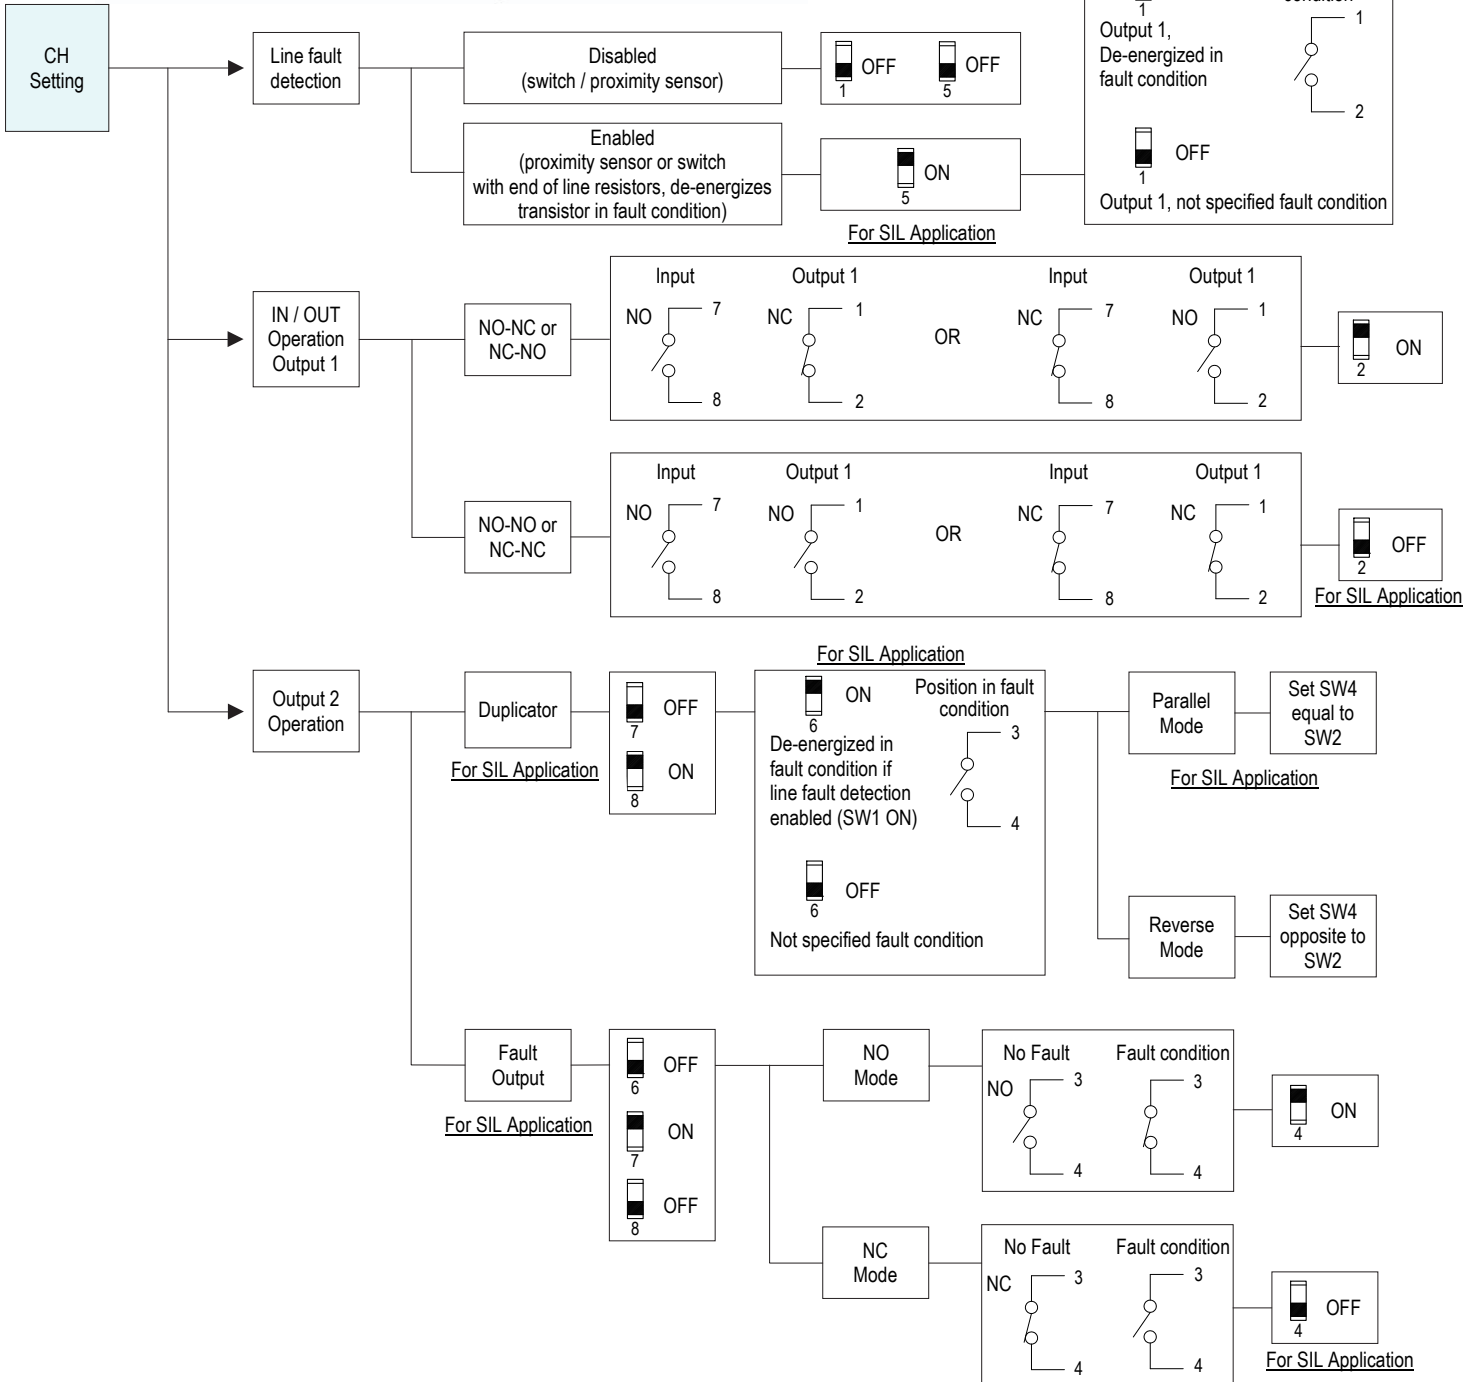 condition
1
1
Output 1,
De-energized in
fault condition
2
OFF
1
Output 1, not specified fault condition
CH
Setting
Line fault
detection
Disabled
(switch / proximity sensor)
OFF
1
OFF
5
Enabled
(proximity sensor or switch
with end of line resistors, de-energizes
transistor in fault condition)
ON
5
For SIL Application
IN / OUT
Operation
Output 1
NO-NC or
NC-NO
Input
Output 1
Input
Output 1
NO
7
NC
1
OR
NC
7
NO
1
8
2
8
2
ON
2
NO-NO or
NC-NC
Input
Output 1
Input
Output 1
NO
7
NO
1
OR
NC
7
NC
1
8
2
8
2
OFF
2
For SIL Application
Output 2
Operation
Duplicator
For SIL Application
OFF
7
ON
8
For SIL Application
ON
6
Position in fault
condition
3
4
De-energized in
fault condition if
line fault detection
enabled (SW1 ON)
OFF
6
Not specified fault condition
Parallel
Mode
Set SW4
equal to
SW2
For SIL Application
Reverse
Mode
Set SW4
opposite to
SW2
Fault
Output
For SIL Application
OFF
6
ON
7
OFF
8
NO
Mode
No Fault
Fault condition
NO
3
3
4
4
ON
4
NC
Mode
No Fault
Fault condition
NC
3
3
4
4
OFF
4
For SIL Application